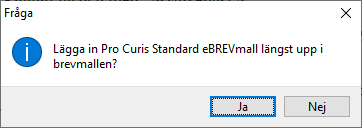 Fråga
Lägga in Pro Curis Standard eBREVmall längst upp i
brevmallen?
Ja
Nej